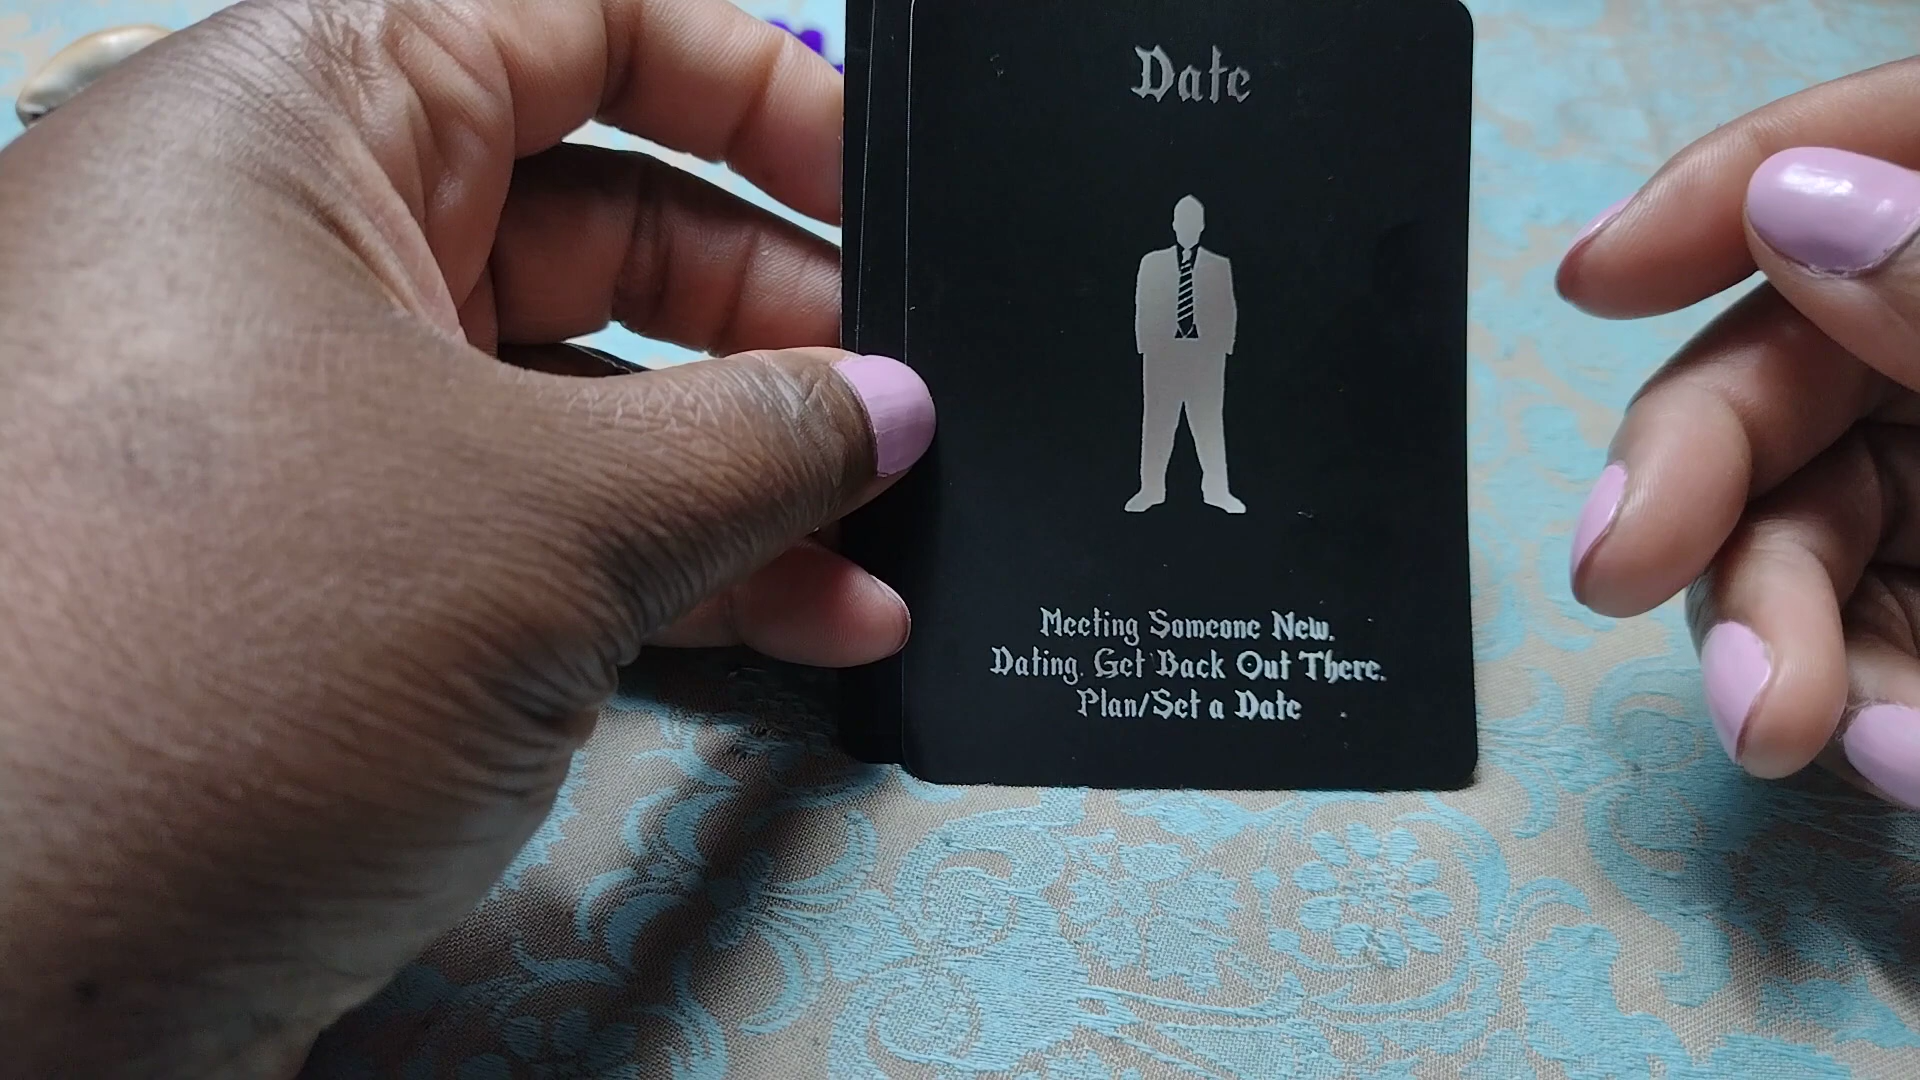 Date
Meeting Someone New.
Dating. Get Back Out There.
Plan/Set a Date